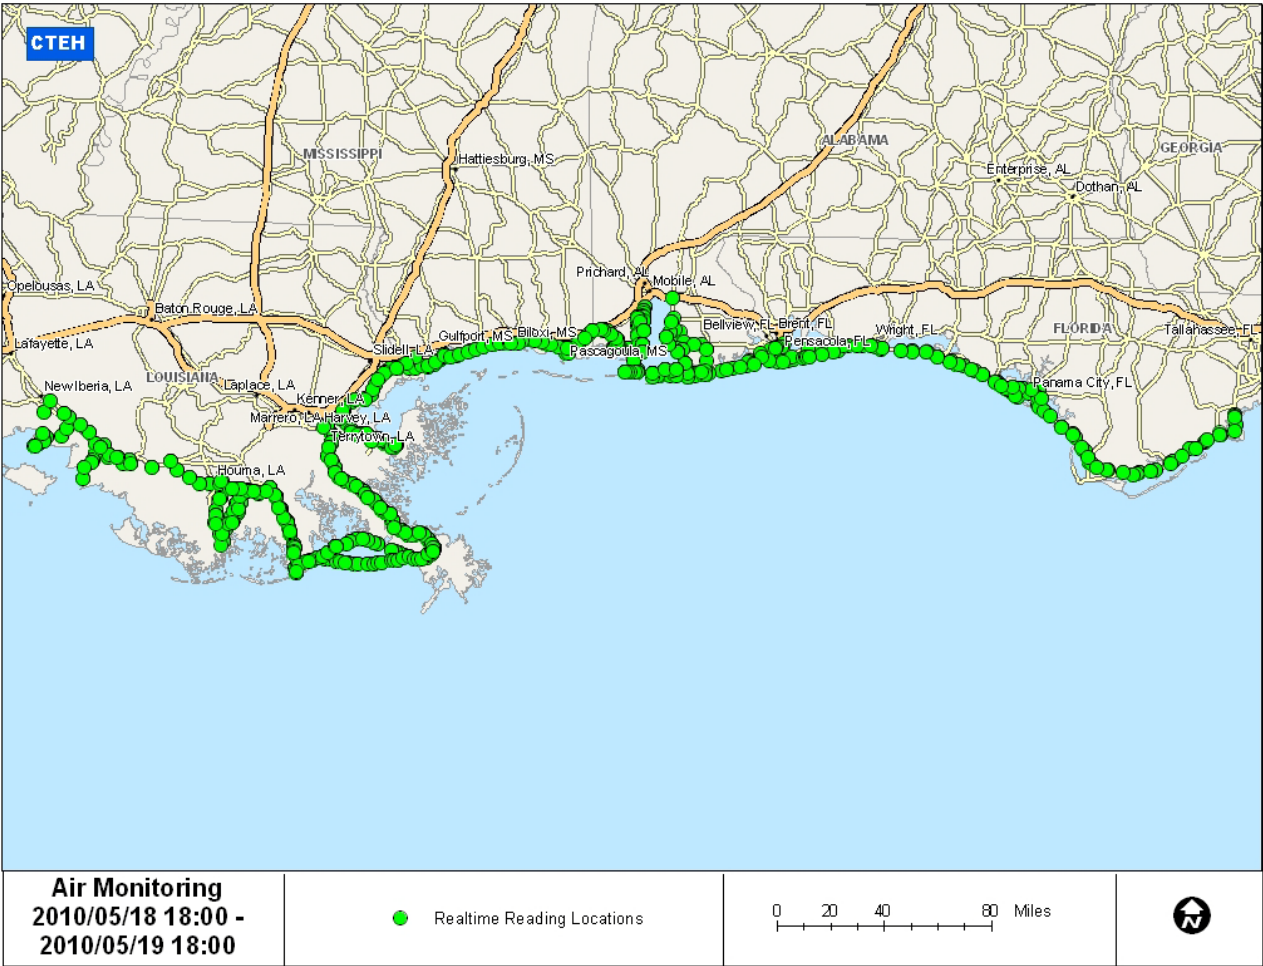 CTEH
MISSISSIPPI
ALABAMA
GEORGIA
Hattiesburg, MS
Enterprise, AL
Dothan, AL
Prichard, AL
Mobile, AL
Opelousas, LA
Baton Rouge, LA
Lafayette, LA
Gulfport, MS
Biloxi, MS
Bellview, FL
Brent, FL
Wright, FL
FLORIDA
Tallahassee, FL
Slidell, LA
Pascagoula, MS
Pensacola, FL
LOUISIANA
New Iberia, LA
Laplace, LA
Panama City, FL
Kenner, LA
Marrero, LA
Harvey, LA
Terrytown, LA
Houma, LA
Air Monitoring
2010/05/18 18:00 -
2010/05/19 18:00
Realtime Reading Locations
0 20 40 80 Miles
N